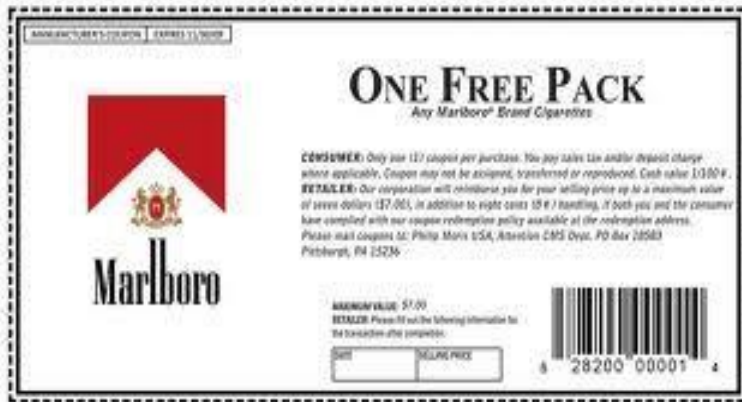 MANUFACTURER'S COUPON EXPIRES
ONE FREE PACK
Any Marlboro® Brand Cigarettes
CONSUMER: Only one (1) coupon per purchase. You pay sales tax and/or deposit charge
where applicable. Coupon may not be assigned, transferred or reproduced. Cash value 1/100¢.
RETAILER: Our corporation will reimburse you for your selling price up to a maximum value
of seven dollars ($7.00), in addition to eight cents (8¢) handling, if both you and the consumer
have complied with our coupon redemption policy available at the redemption address.
Please mail coupons to: Philip Moris USA, Attention CMS Dept. PO Box
Pittsburgh, PA 15236
Marlboro
MAXIMUM VALUE: $7.00
RETAILER: Please fill out the following information for
the transaction after completion.
DATE SELLING PRICE
28200 00001 4